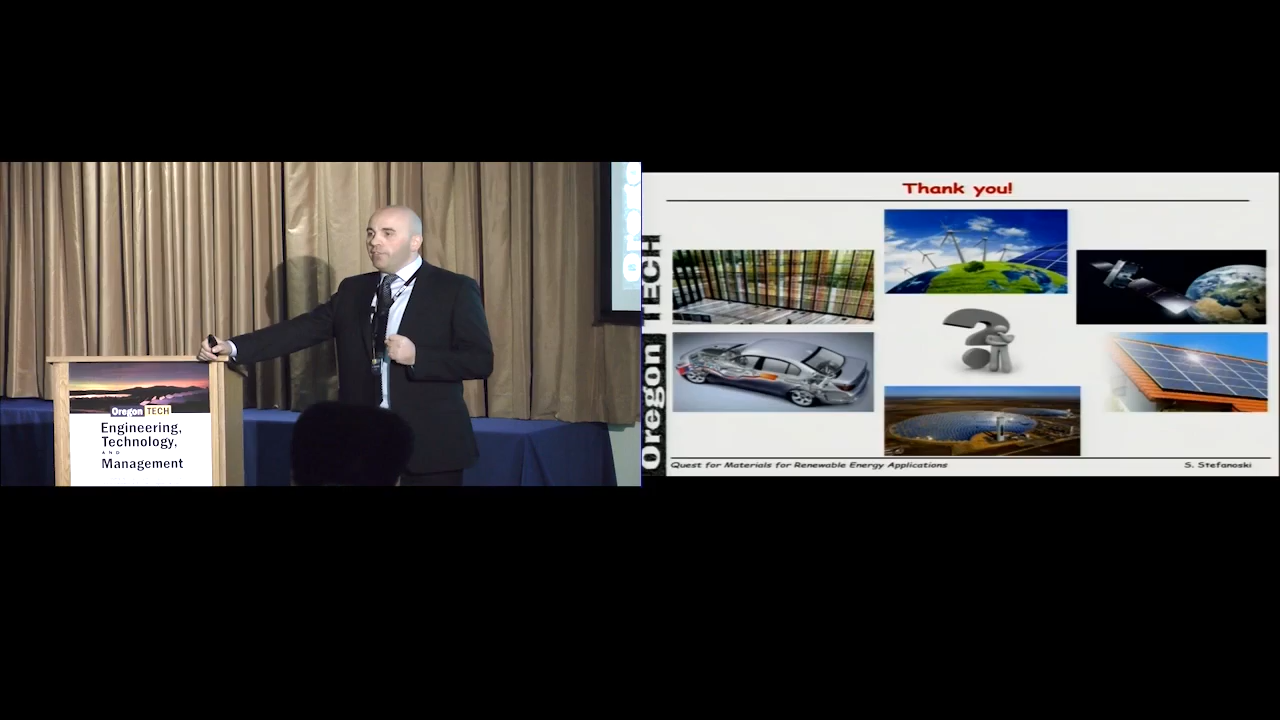 Oregon TECH
Engineering,
Technology,
AND
Management
Thank you!
Oregon TECH
Quest for Materials for Renewable Energy Applications
S. Stefanoski